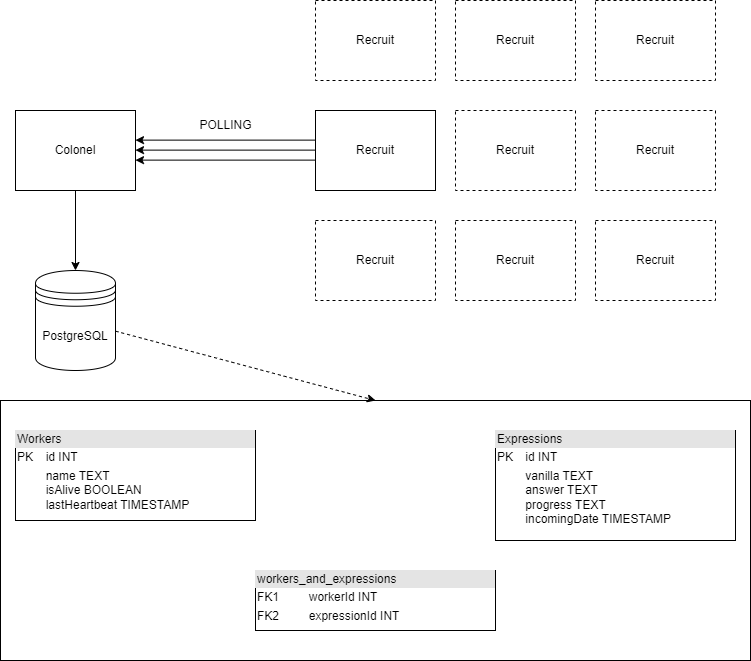 Recruit
Recruit
Recruit
POLLING
Colonel
Recruit
Recruit
Recruit
Recruit
Recruit
Recruit
PostgreSQL
Workers
PK id INT
name TEXT
isAlive BOOLEAN
lastHeartbeat TIMESTAMP
Expressions
PK id INT
vanilla TEXT
answer TEXT
progress TEXT
incomingDate TIMESTAMP
workers_and_expressions
FK1 workerId INT
FK2 expressionId INT